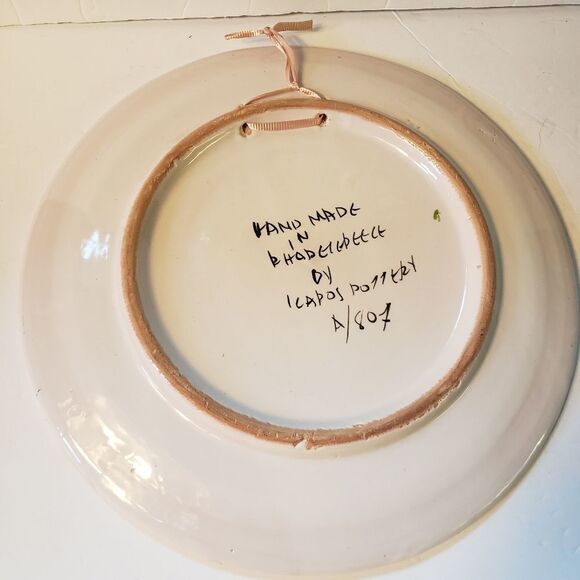 HAND MADE
IN
RHODES GREECE
BY
ICAROS POTTERY
A/807